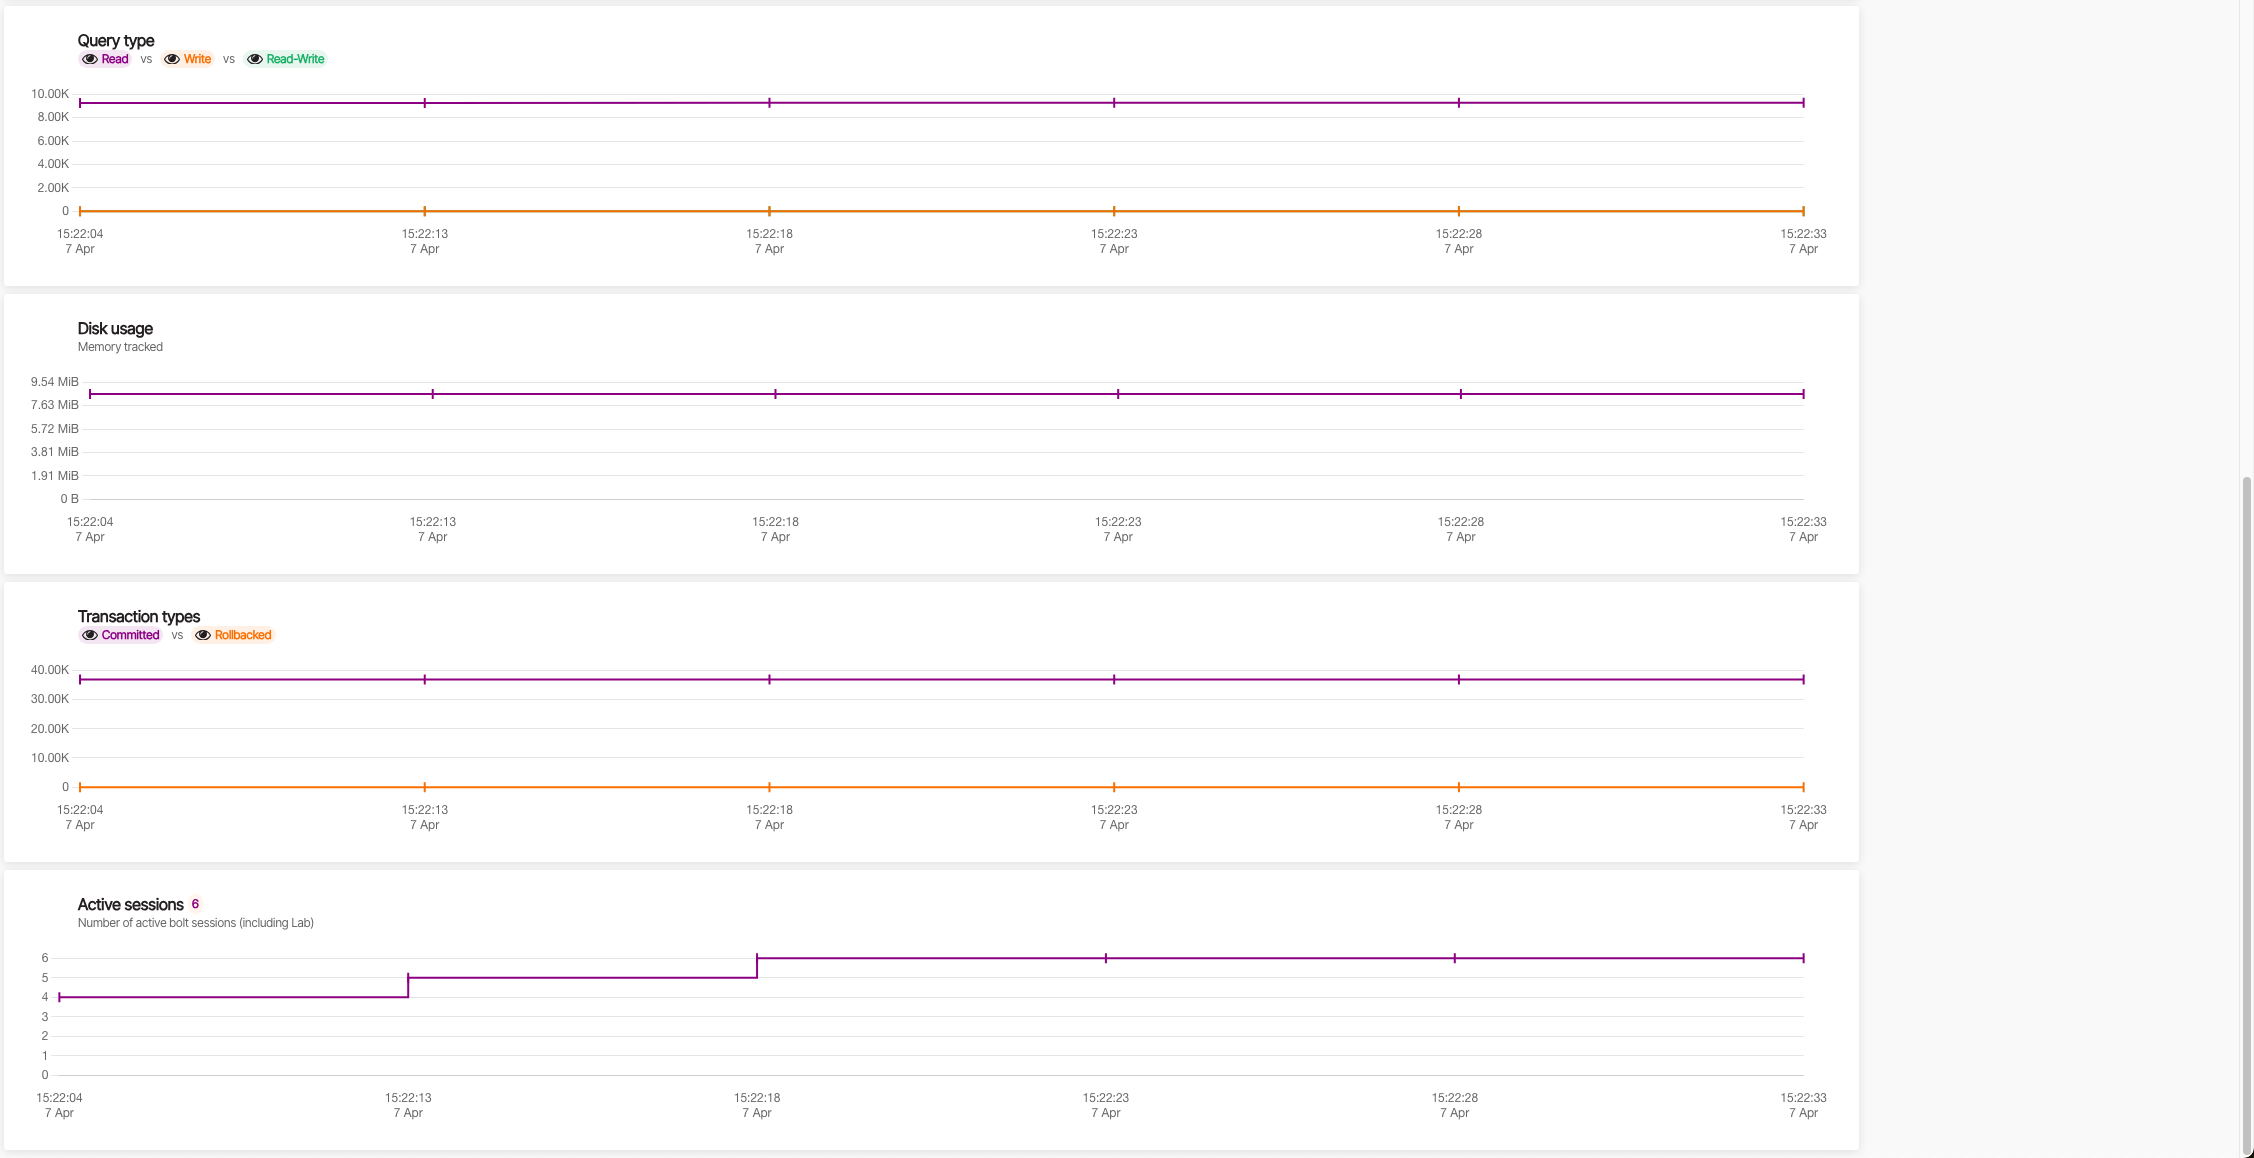 Query type
Read vs Write vs Read-Write
10.00K
8.00K
6.00K
4.00K
2.00K
0
15:22:04 15:22:13 15:22:18 15:22:23 15:22:28 15:22:33
7 Apr 7 Apr 7 Apr 7 Apr 7 Apr 7 Apr
Disk usage
Memory tracked
9.54 MiB
7.63 MiB
5.72 MiB
3.81 MiB
1.91 MiB
0 B
15:22:04 15:22:13 15:22:18 15:22:23 15:22:28 15:22:33
7 Apr 7 Apr 7 Apr 7 Apr 7 Apr 7 Apr
Transaction types
Committed vs Rollbacked
40.00K
30.00K
20.00K
10.00K
0
15:22:04 15:22:13 15:22:18 15:22:23 15:22:28 15:22:33
7 Apr 7 Apr 7 Apr 7 Apr 7 Apr 7 Apr
Active sessions 6
Number of active bolt sessions (including Lab)
6
5
4
3
2
1
0
15:22:04 15:22:13 15:22:18 15:22:23 15:22:28 15:22:33
7 Apr 7 Apr 7 Apr 7 Apr 7 Apr 7 Apr